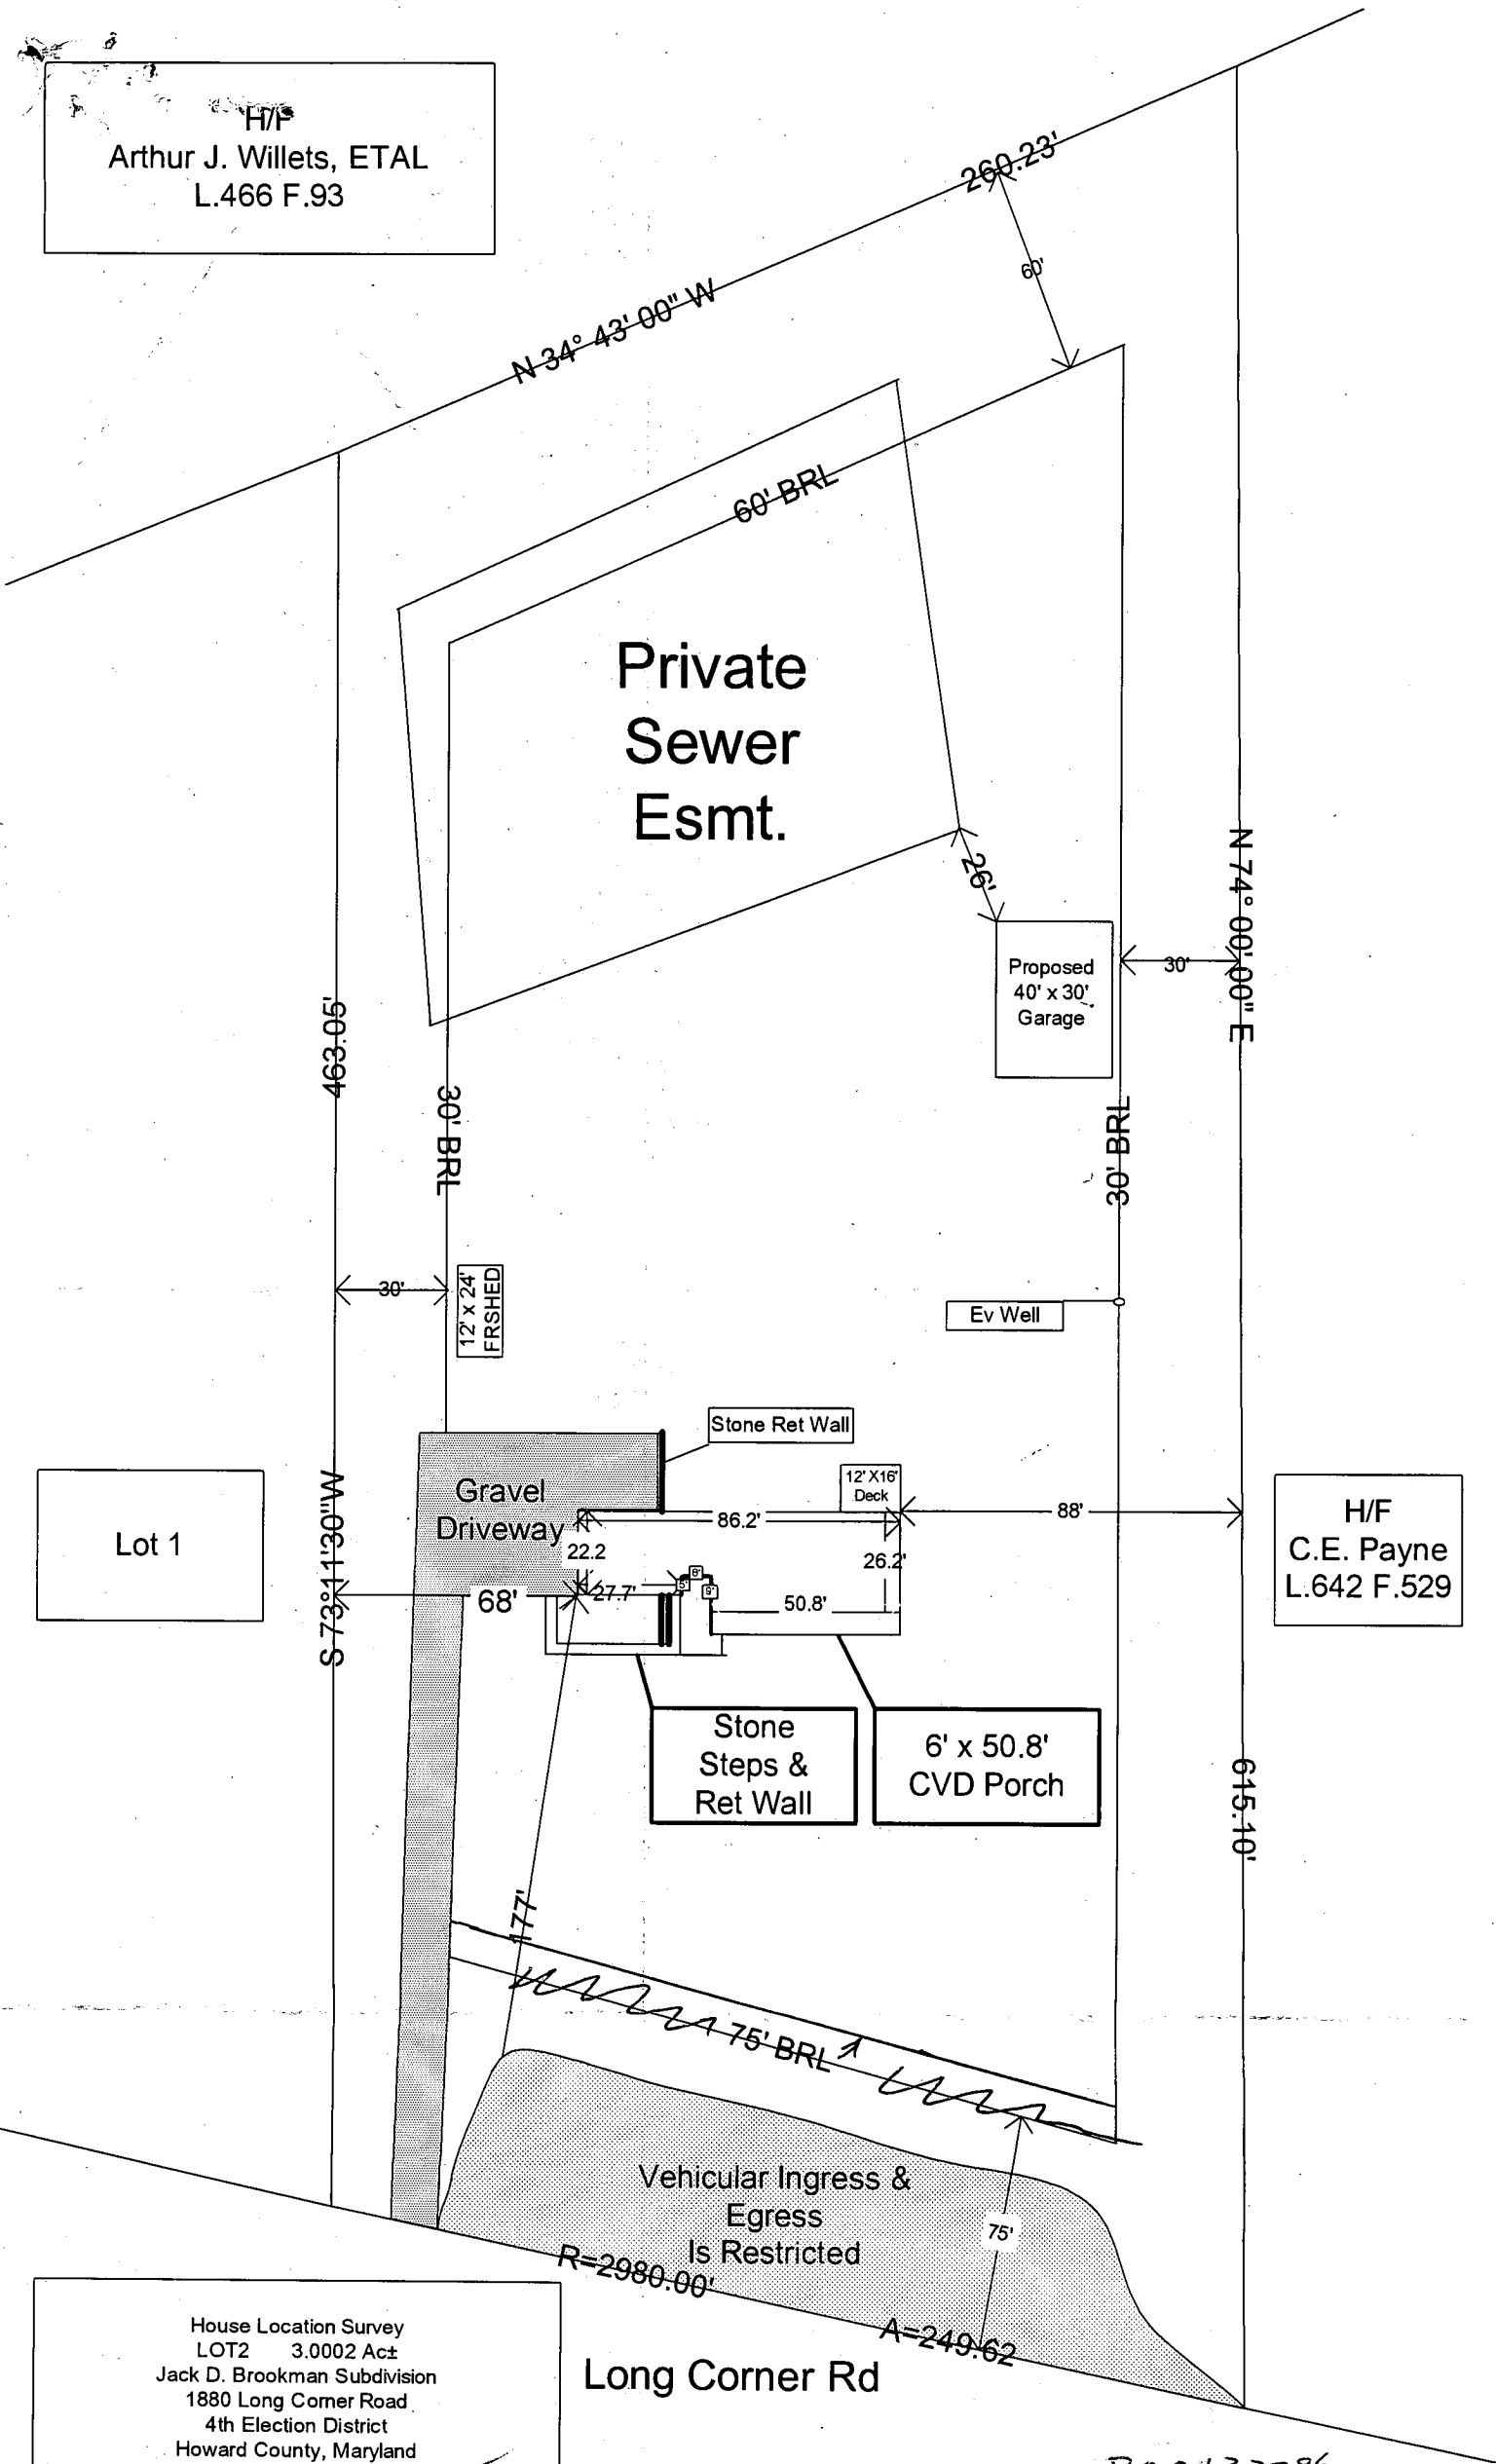 H/F
Arthur J. Willets, ETAL
L.466 F.93
260.23'
60'
N 34° 43' 00" W
60' BRL
Private
Sewer
Esmt.
26'
Proposed
40' x 30'
Garage
30'
N 74° 00' 00" E
463.05'
30' BRL
30' BRL
30'
12' x 24'
FRSHED
Ev Well
Stone Ret Wall
12' X16'
Deck
Gravel
Driveway
86.2'
88'
22.2
26.2'
Lot 1
H/F
C.E. Payne
L.642 F.529
S 73°11'30"W
68'
27.7'
5'
8'
9'
50.8'
Stone
Steps &
Ret Wall
6' x 50.8'
CVD Porch
615.10'
177'
75' BRL
Vehicular Ingress &
Egress
Is Restricted
75'
R=2980.00'
A=249.62
Long Corner Rd
House Location Survey
LOT2 3.0002 Ac±
Jack D. Brookman Subdivision
1880 Long Corner Road
4th Election District
Howard County, Maryland